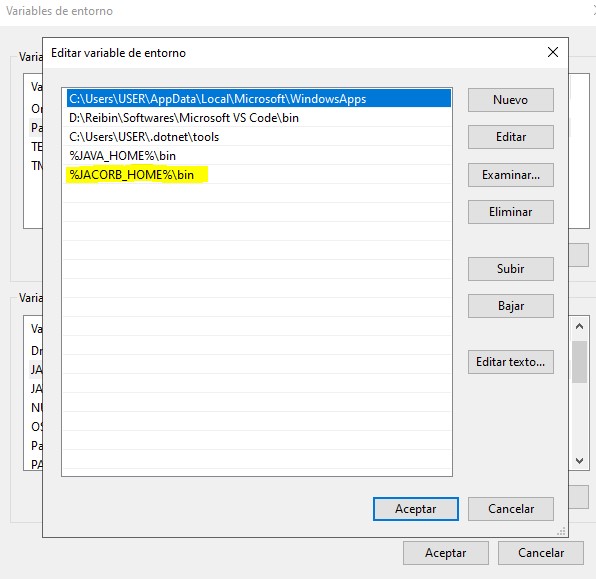 Variables de entorno
Editar variable de entorno
C:\Users\USER\AppData\Local\Microsoft\WindowsApps
D:\Reibin\Softwares\Microsoft VS Code\bin
C:\Users\USER\.dotnet\tools
%JAVA_HOME%\bin
%JACORB_HOME%\bin
Nuevo
Editar
Examinar...
Eliminar
Subir
Bajar
Editar texto...
Aceptar
Cancelar
Varia
Va
Or
Pa
TE
TN
Varia
Va
Dr
JA
JA
NU
OS
Pa
PA
Aceptar
Cancelar